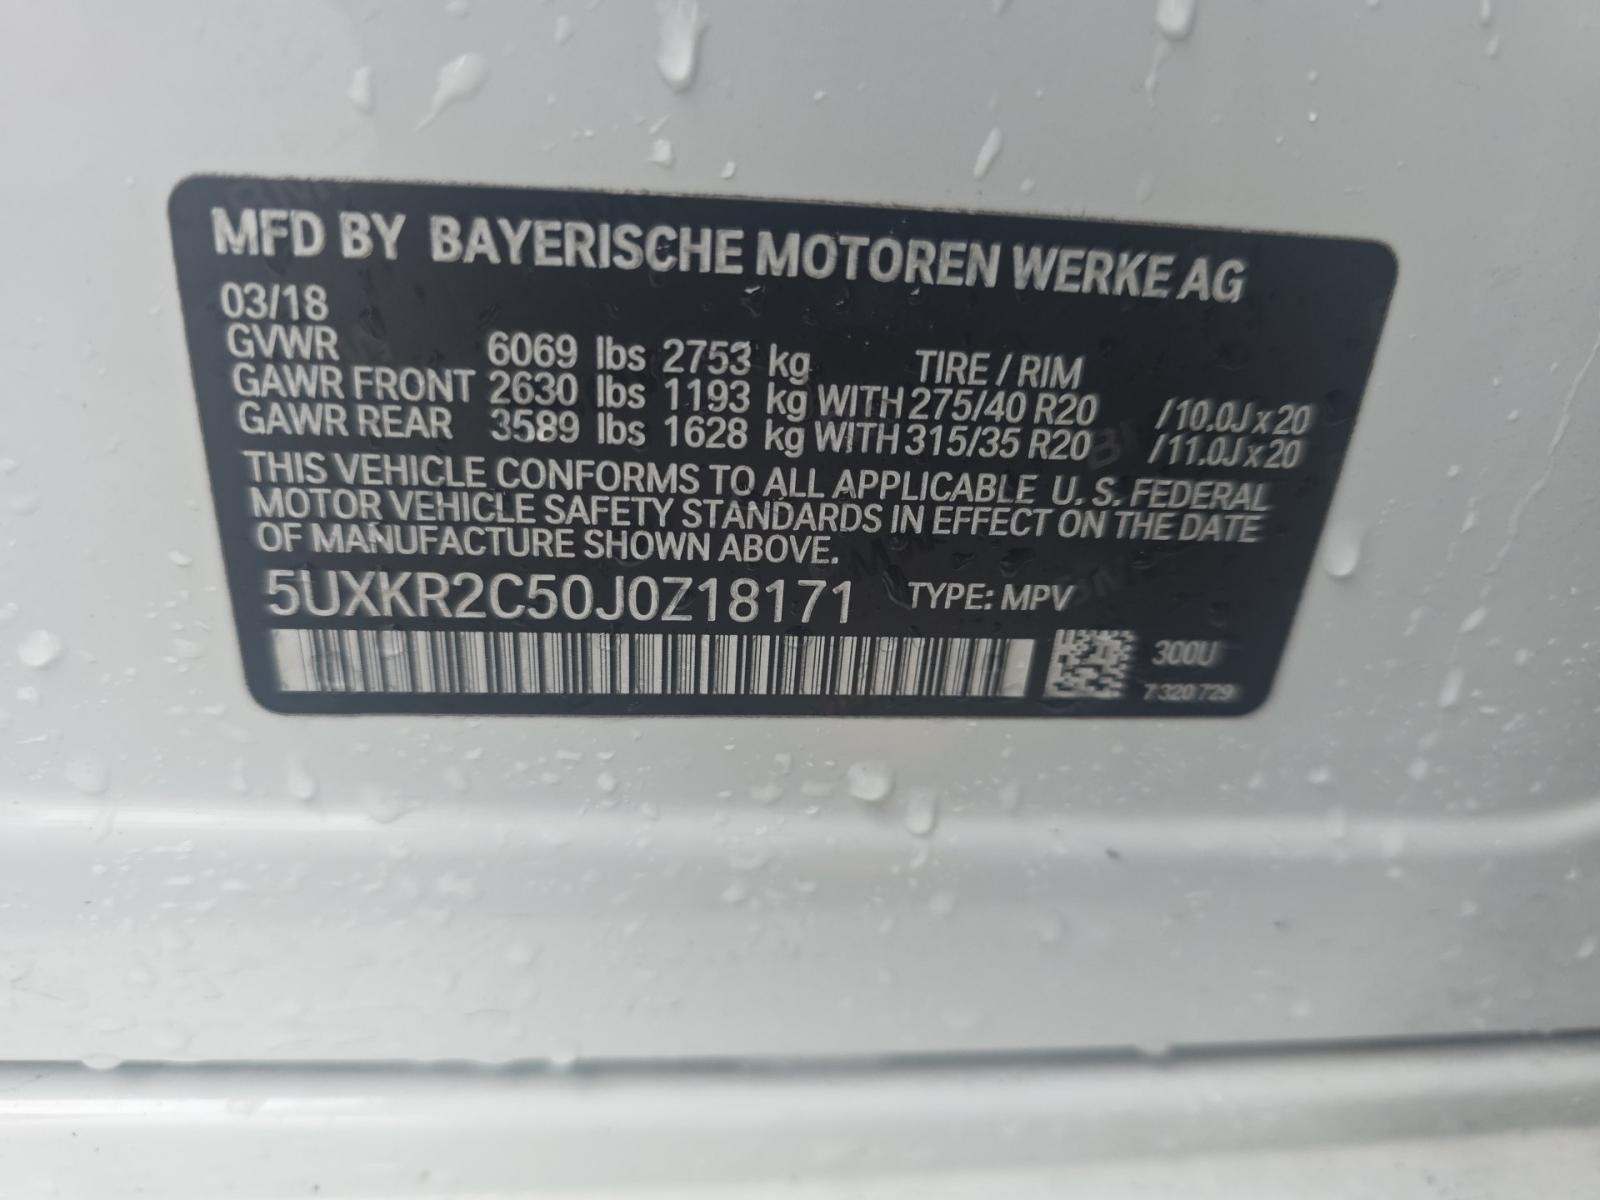 MFD BY BAYERISCHE MOTOREN WERKE AG
03/18
GVWR 6069 lbs 2753 kg TIRE / RIM
GAWR FRONT 2630 lbs 1193 kg WITH 275/40 R20 /10.0J x 20
GAWR REAR 3589 lbs 1628 kg WITH 315/35 R20 /11.0J x 20
THIS VEHICLE CONFORMS TO ALL APPLICABLE U. S. FEDERAL
MOTOR VEHICLE SAFETY STANDARDS IN EFFECT ON THE DATE
OF MANUFACTURE SHOWN ABOVE.
5UXKR2C50J0Z18171 TYPE: MPV
300U
7 320 729